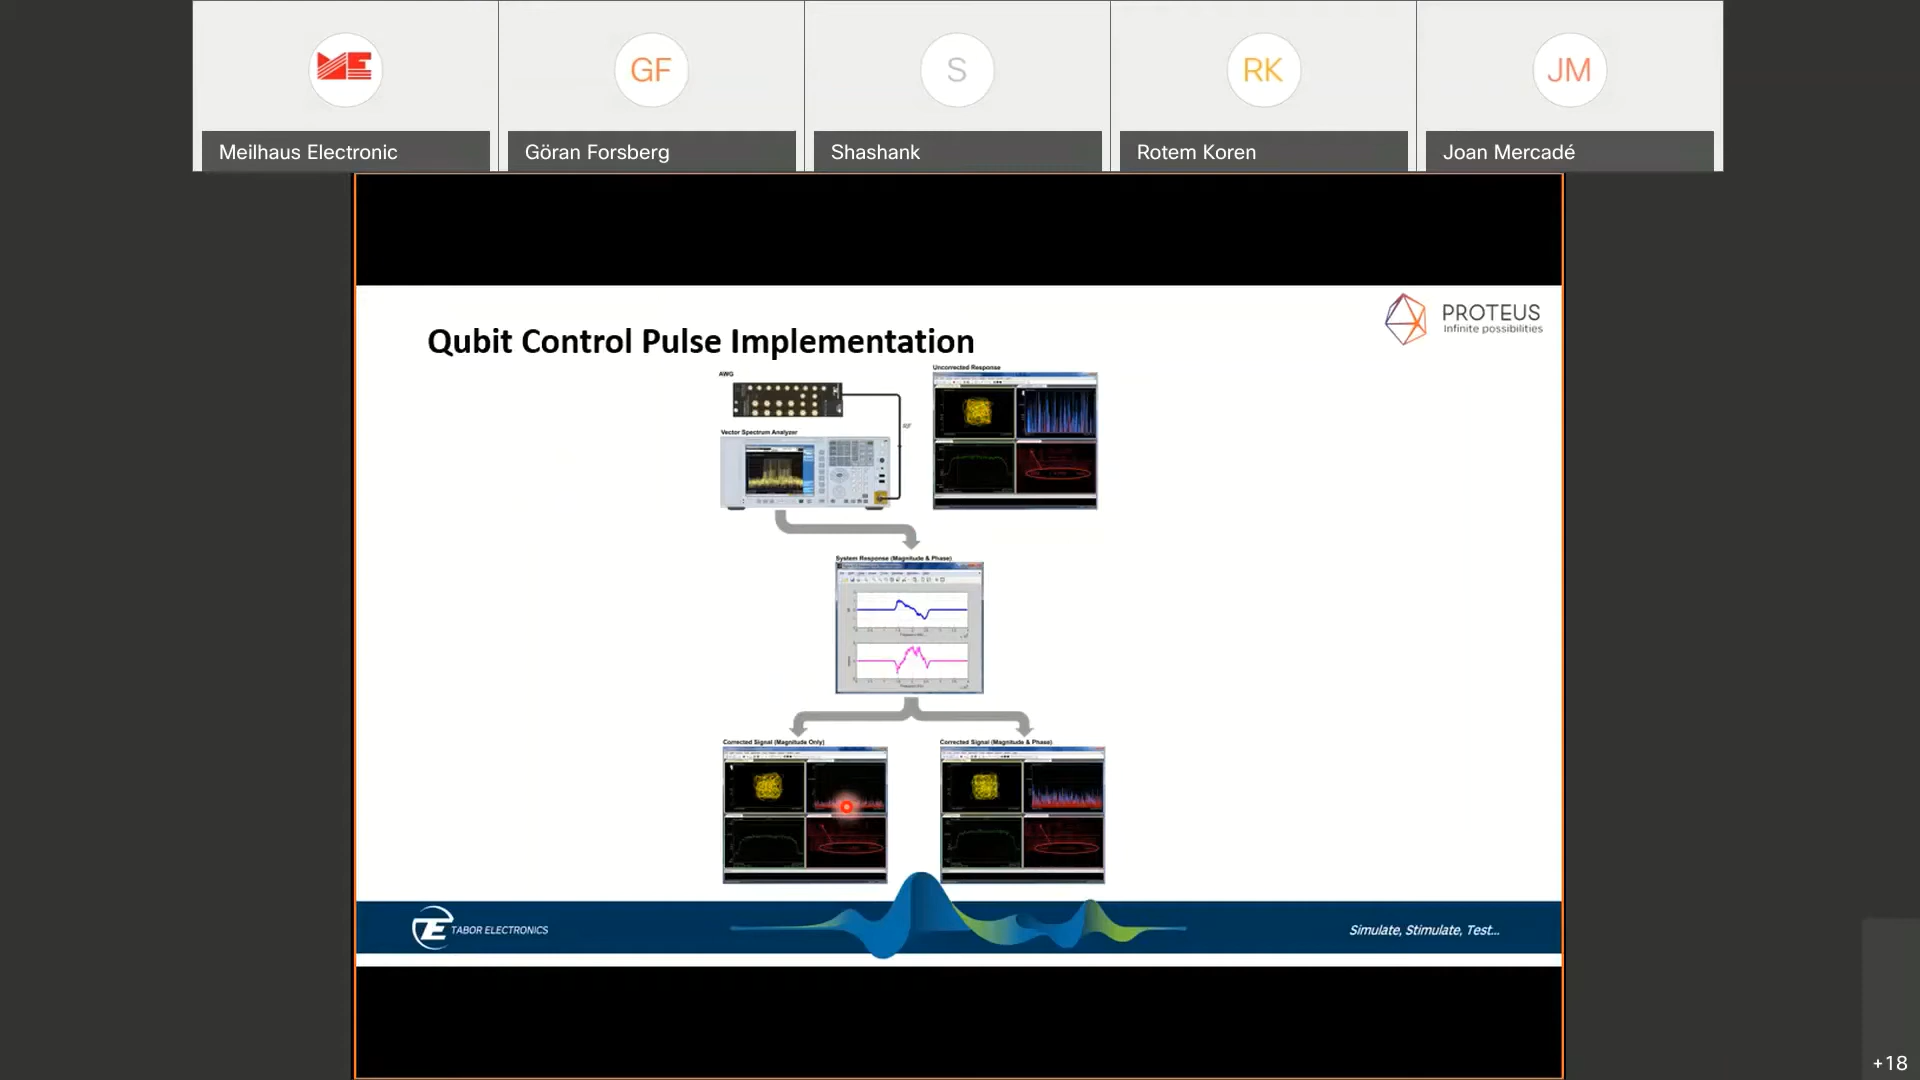 Meilhaus Electronic
GF
Göran Forsberg
S
Shashank
RK
Rotem Koren
JM
Joan Mercadé
PROTEUS
Infinite possibilities
Qubit Control Pulse Implementation
AWG
Uncorrected Response
RF
Vector Spectrum Analyzer
System Response (Magnitude & Phase)
Corrected Signal (Magnitude Only)
Corrected Signal (Magnitude & Phase)
TABOR ELECTRONICS
Simulate, Stimulate, Test...
+18